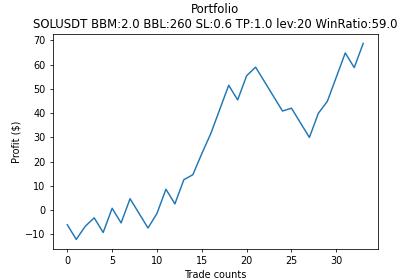 Portfolio
SOLUSDT BBM:2.0 BBL:260 SL:0.6 TP:1.0 lev:20 WinRatio:59.0
70
60
50
40
30
20
10
0
−10
Profit ($)
0 5 10 15 20 25 30
Trade counts